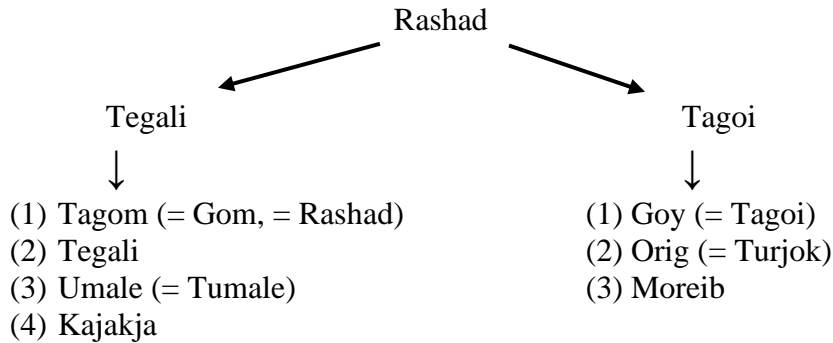 Rashad
Tegali Tagoi
↓ ↓
(1) Tagom (= Gom, = Rashad) (1) Goy (= Tagoi)
(2) Tegali (2) Orig (= Turjok)
(3) Umale (= Tumale) (3) Moreib
(4) Kajakja